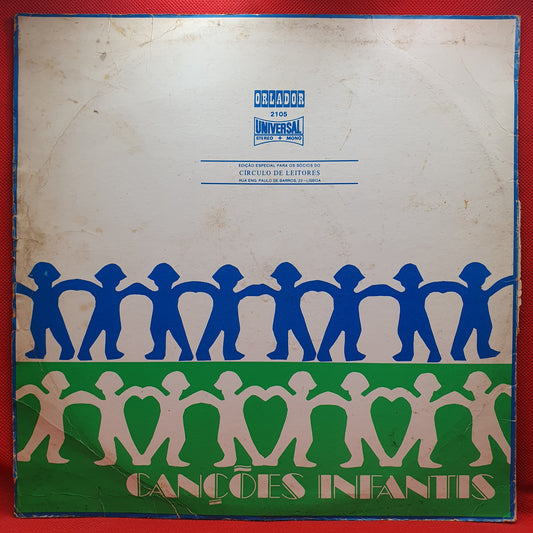 ORLADOR
2105
UNIVERSAL
STEREO + MONO
EDIÇÃO ESPECIAL PARA OS SÓCIOS DO
CÍRCULO DE LEITORES
RUA ENG. PAULO DE BARROS, 22—LISBOA
CANÇÕES INFANTIS